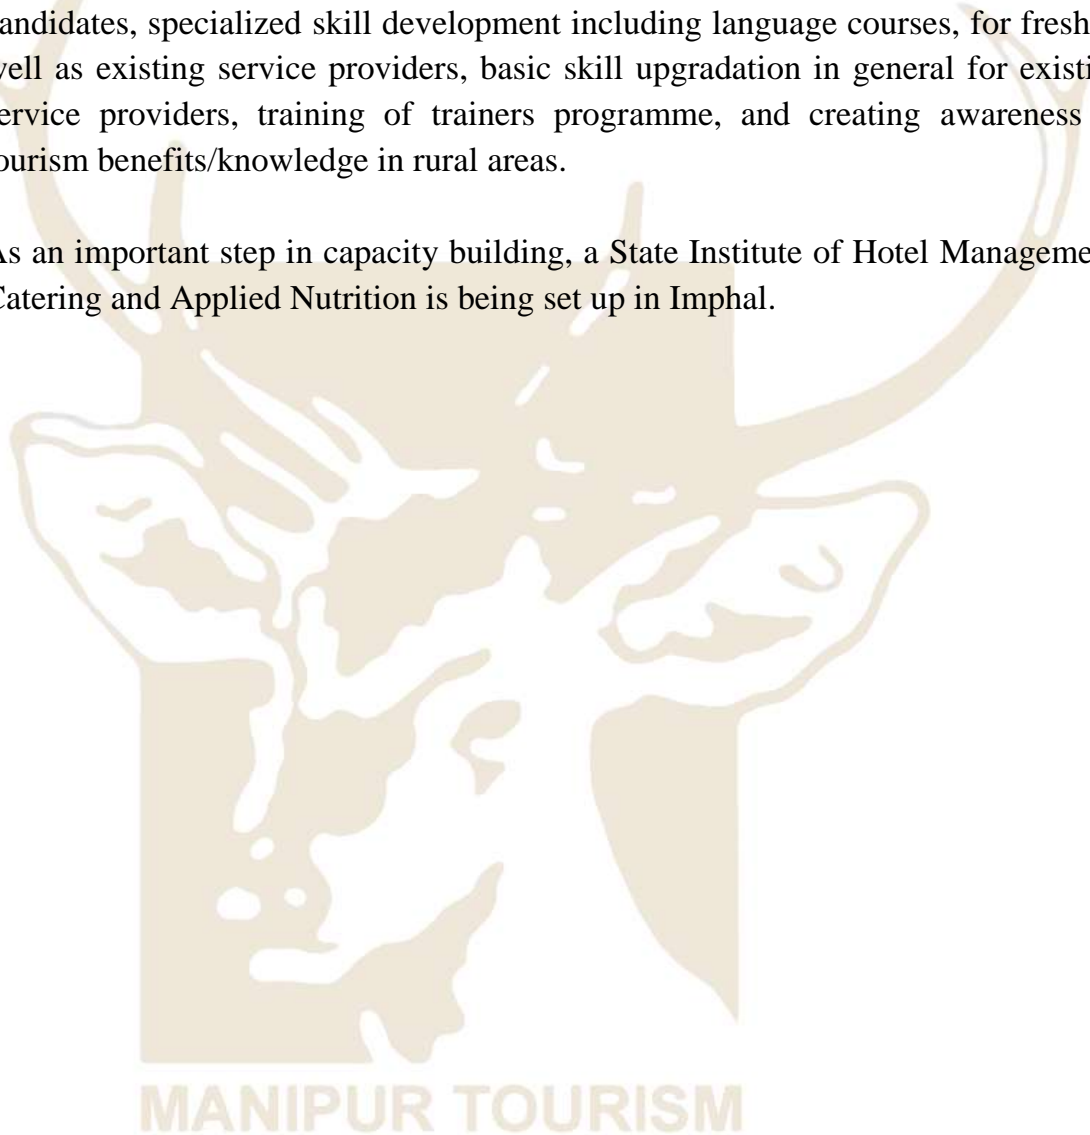 andidates, specialized skill development including language courses, for fresh
well as existing service providers, basic skill upgradation in general for existi
ervice providers, training of trainers programme, and creating awareness
ourism benefits/knowledge in rural areas.
As an important step in capacity building, a State Institute of Hotel Manageme
Catering and Applied Nutrition is being set up in Imphal.
MANIPUR TOURISM